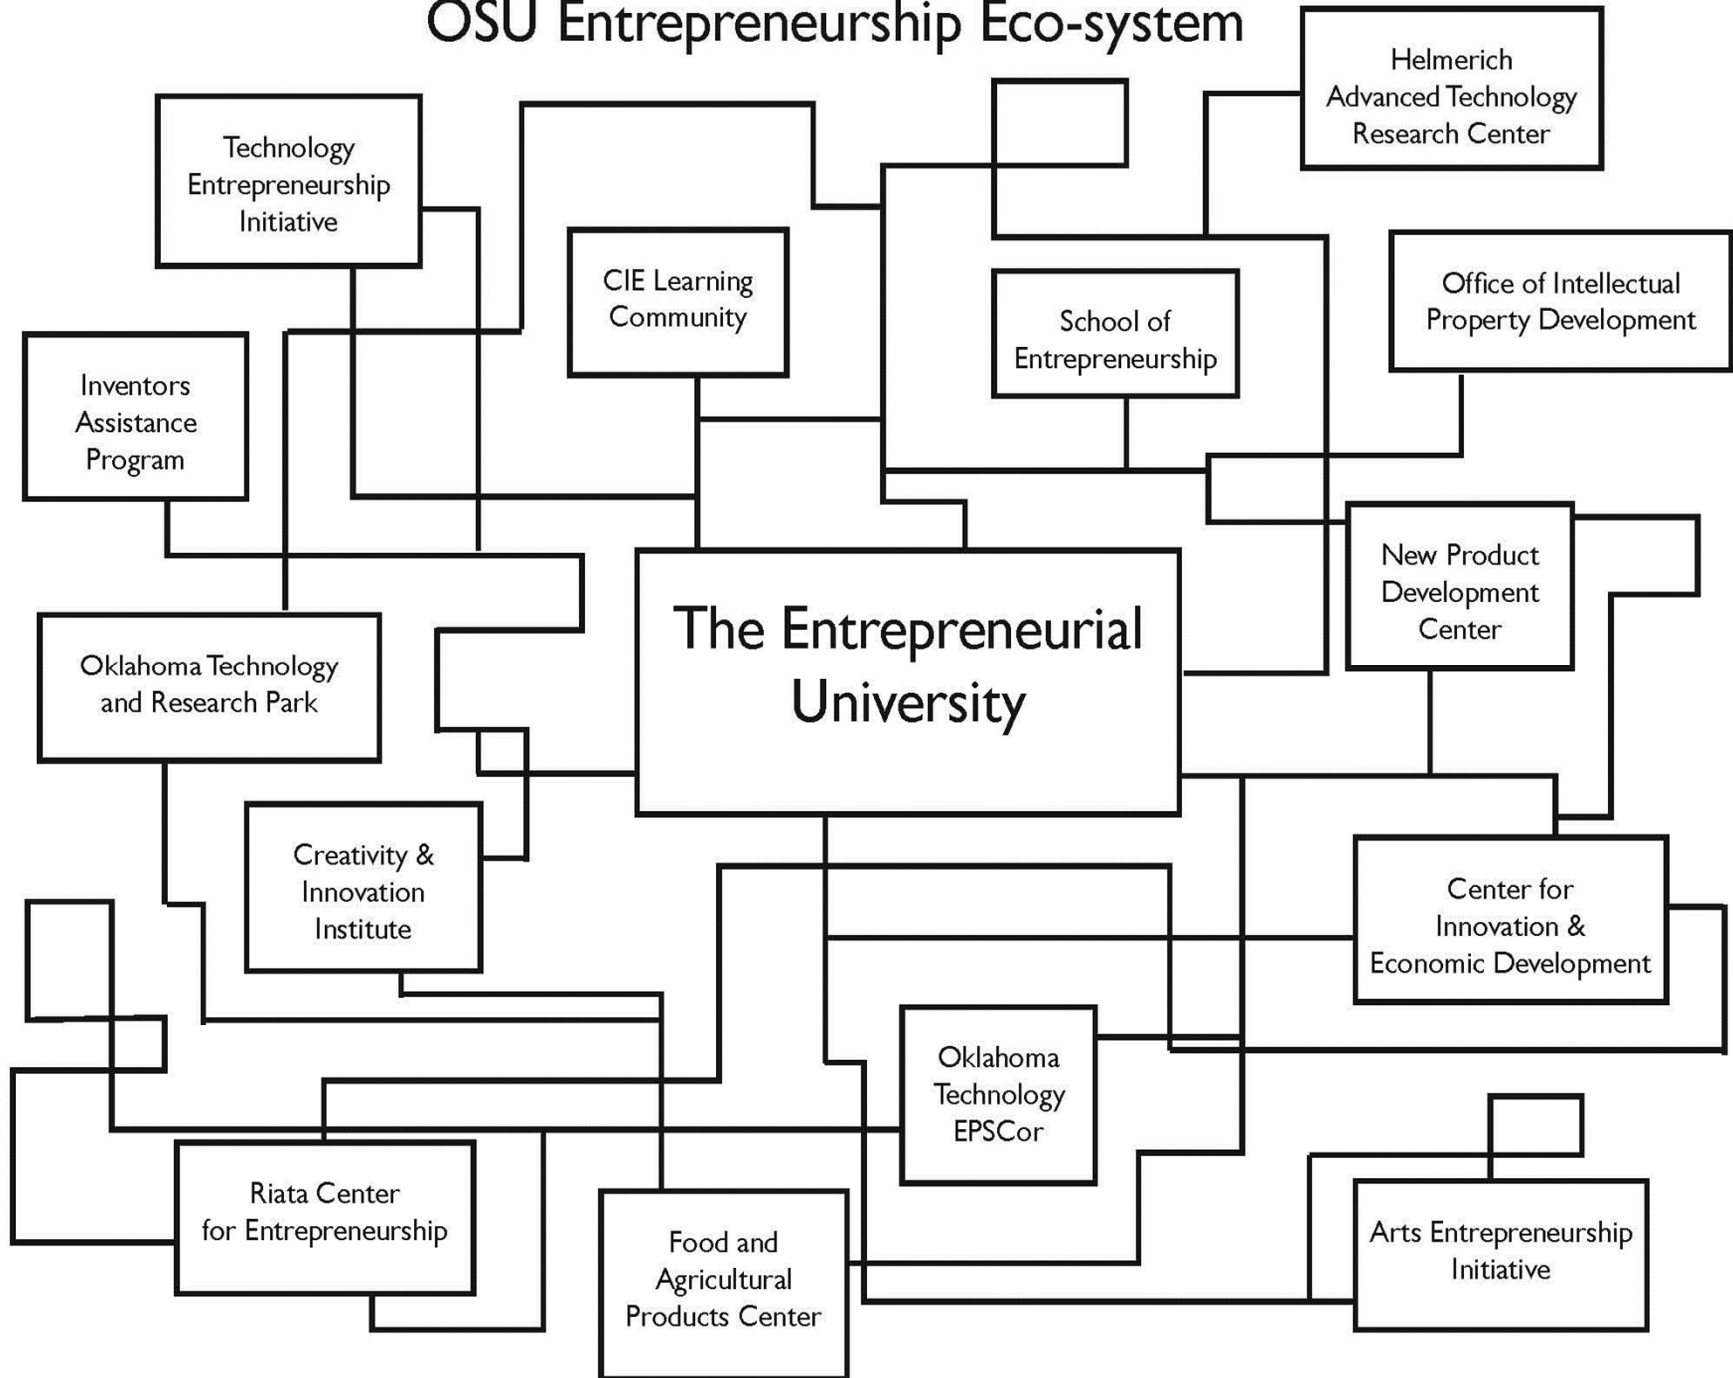 OSU Entrepreneurship Eco-system
Helmerich
Advanced Technology
Research Center
Technology
Entrepreneurship
Initiative
CIE Learning
Community
School of
Entrepreneurship
Office of Intellectual
Property Development
Inventors
Assistance
Program
New Product
Development
Center
The Entrepreneurial
University
Oklahoma Technology
and Research Park
Creativity &
Innovation
Institute
Center for
Innovation &
Economic Development
Oklahoma
Technology
EPSCor
Riata Center
for Entrepreneurship
Food and
Agricultural
Products Center
Arts Entrepreneurship
Initiative